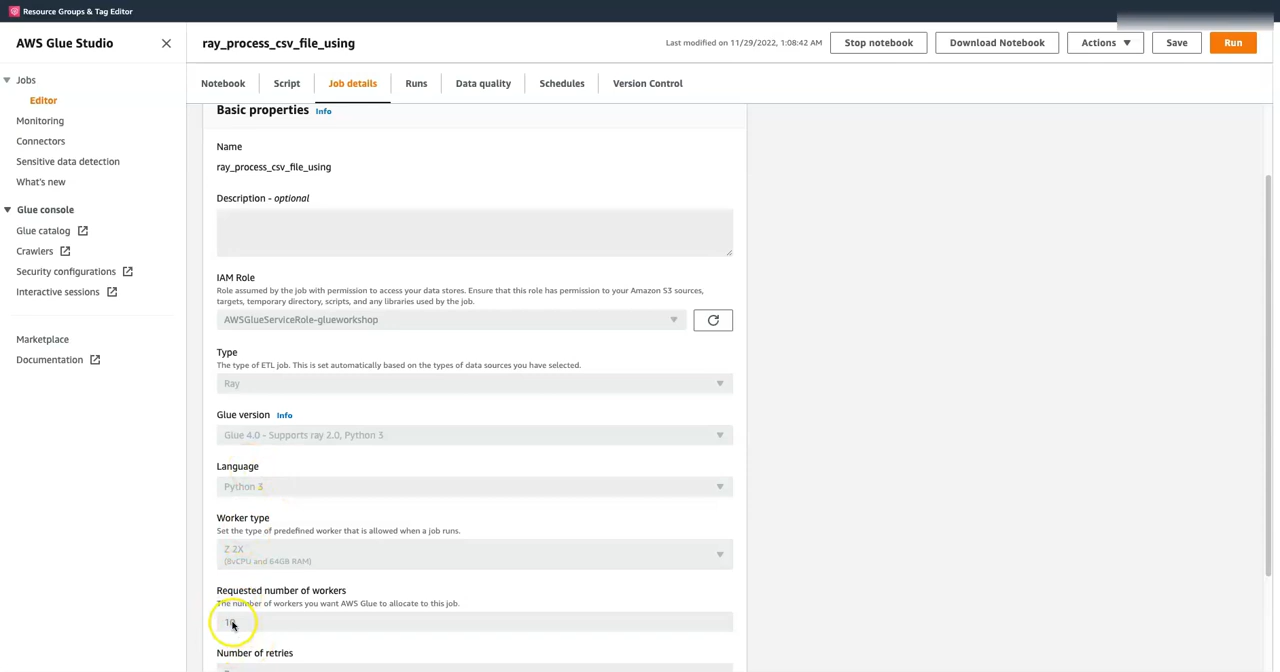 Resource Groups & Tag Editor
AWS Glue Studio
Jobs
Editor
Monitoring
Connectors
Sensitive data detection
What's new
Glue console
Glue catalog
Crawlers
Security configurations
Interactive sessions
Marketplace
Documentation
ray_process_csv_file_using
Last modified on 11/29/2022, 1:08:42 AM
Stop notebook
Download Notebook
Actions
Save
Run
Notebook
Script
Job details
Runs
Data quality
Schedules
Version Control
Basic properties Info
Name
ray_process_csv_file_using
Description - optional
IAM Role
Role assumed by the job with permission to access your data stores. Ensure that this role has permission to your Amazon S3 sources,
targets, temporary directory, scripts, and any libraries used by the job.
AWSGlueServiceRole-glueworkshop
Type
The type of ETL job. This is set automatically based on the types of data sources you have selected.
Ray
Glue version Info
Glue 4.0 - Supports ray 2.0, Python 3
Language
Python 3
Worker type
Set the type of predefined worker that is allowed when a job runs.
Z 2X
(8vCPU and 64GB RAM)
Requested number of workers
The number of workers you want AWS Glue to allocate to this job.
Number of retries